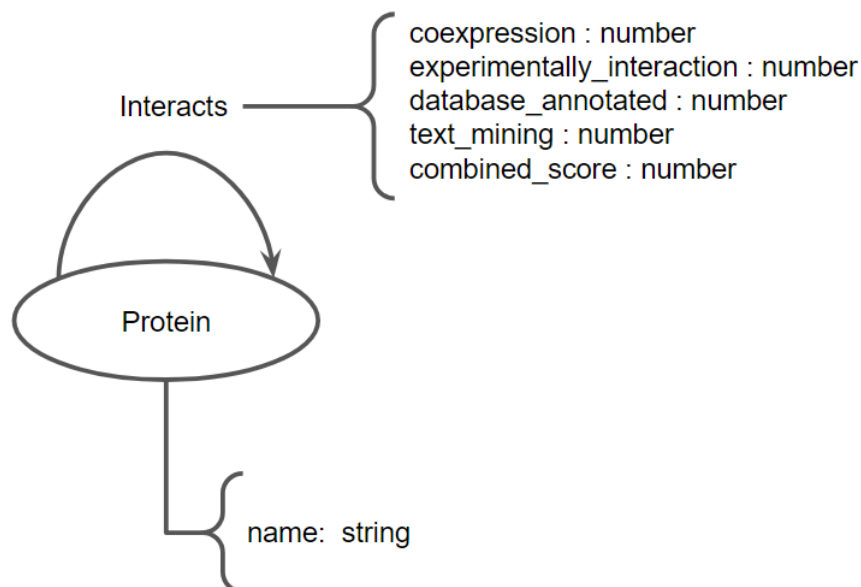 coexpression : number
experimentally_interaction : number
Interacts
database_annotated : number
text_mining : number
combined_score : number
Protein
name:  string